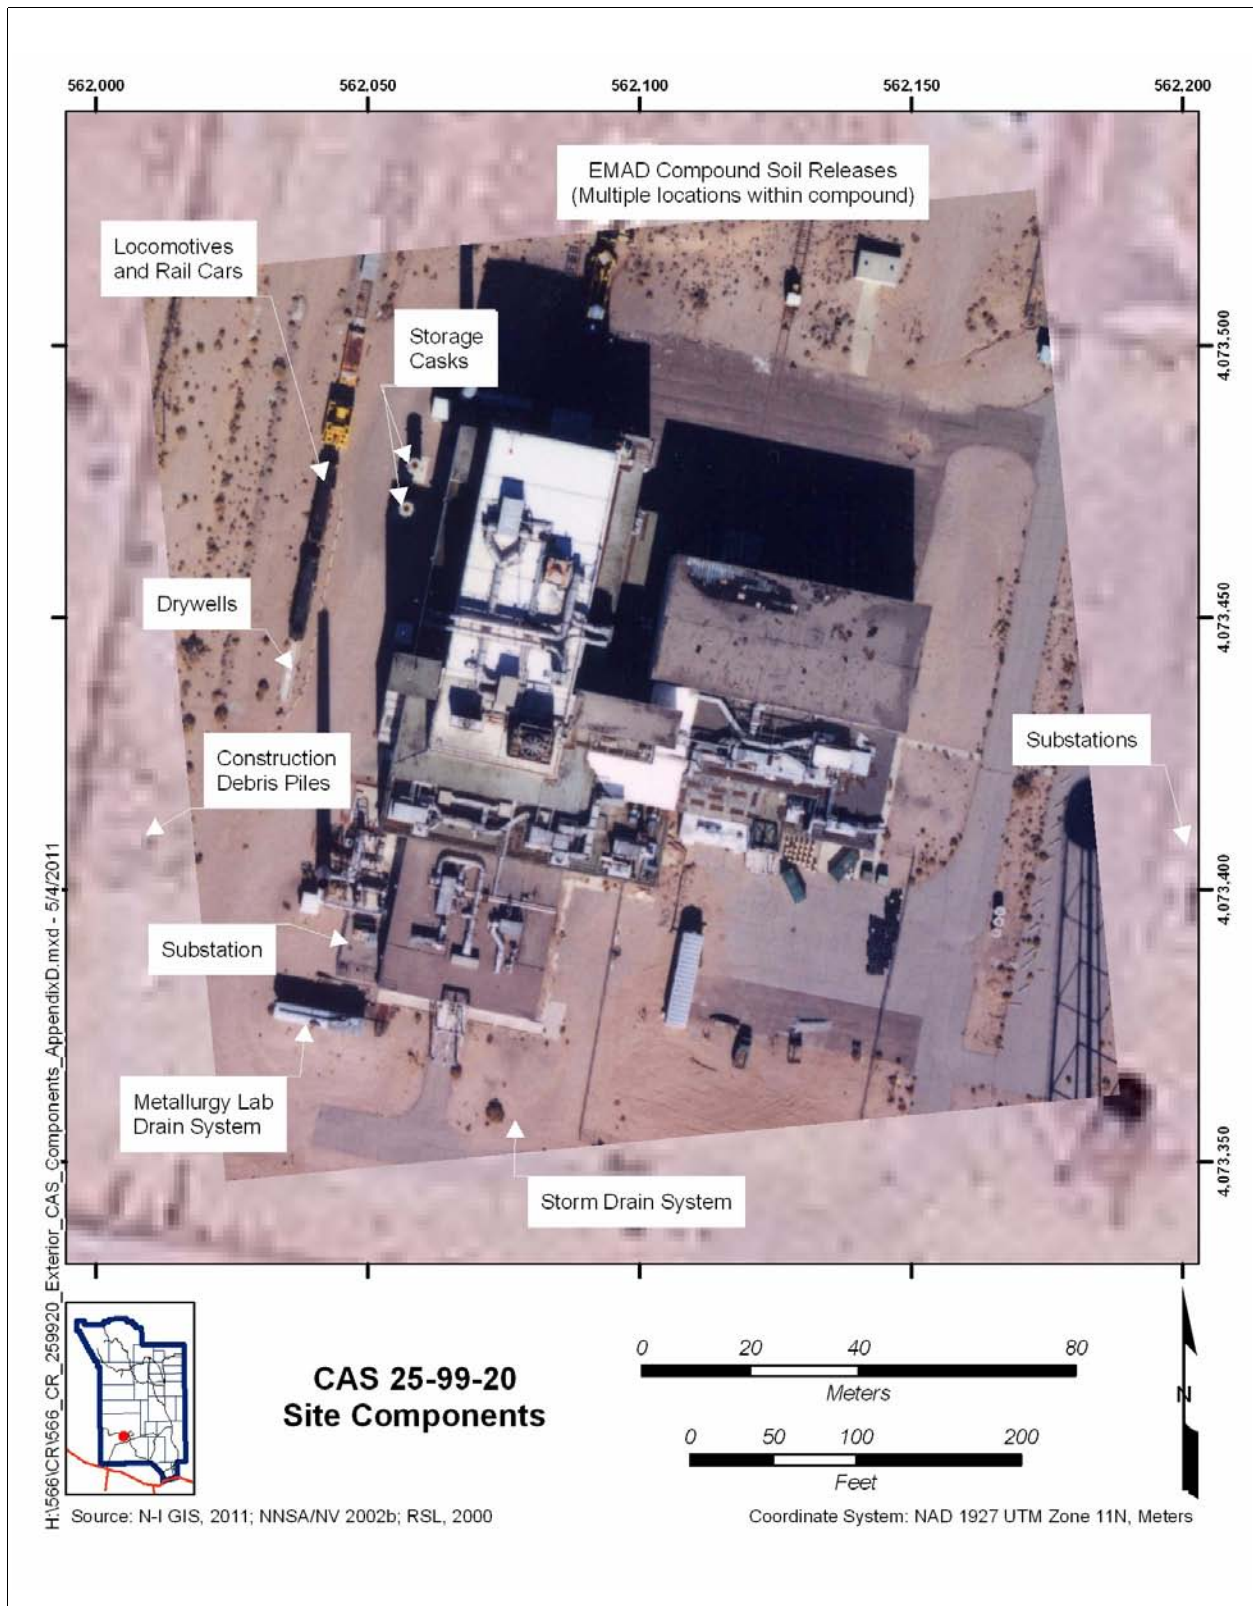 562.000 562.050 562.100 562.150 562.200
EMAD Compound Soil Releases
(Multiple locations within compound)
Locomotives
and Rail Cars
Storage
Casks
4,073,500
Drywells
4,073,450
Substations
Construction
Debris Piles
4,073,400
Substation
Metallurgy Lab
Drain System
4,073,350
Storm Drain System
H:\566\CR\566_CR_259920_Exterior_CAS_Components_AppendixD.mxd - 5/4/2011
CAS 25-99-20
Site Components
0 20 40 80
Meters
0 50 100 200
Feet
N
Source: N-I GIS, 2011; NNSA/NV 2002b; RSL, 2000
Coordinate System: NAD 1927 UTM Zone 11N, Meters